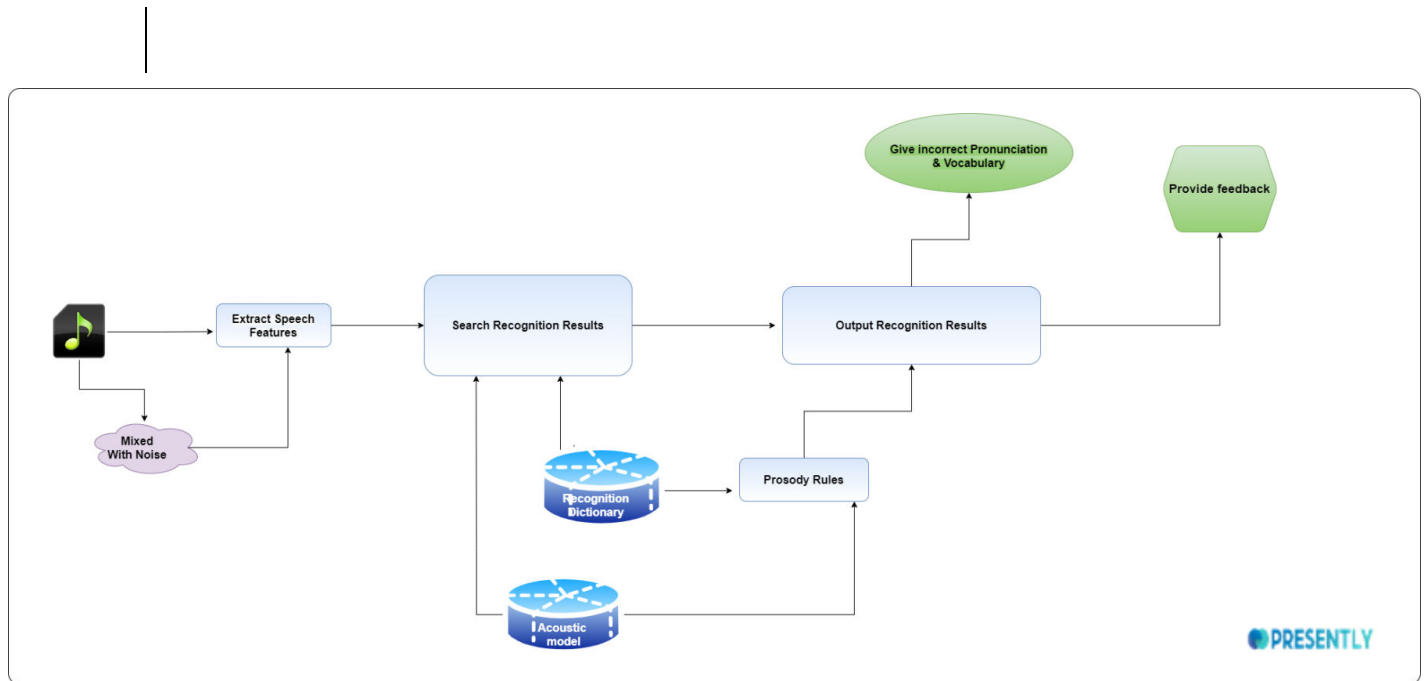 Give incorrect Pronunciation
& Vocabulary
Provide feedback
Extract Speech
Features
Search Recognition Results
Output Recognition Results
Mixed
With Noise
Recognition
Dictionary
Prosody Rules
Acoustic
model
PRESENTLY